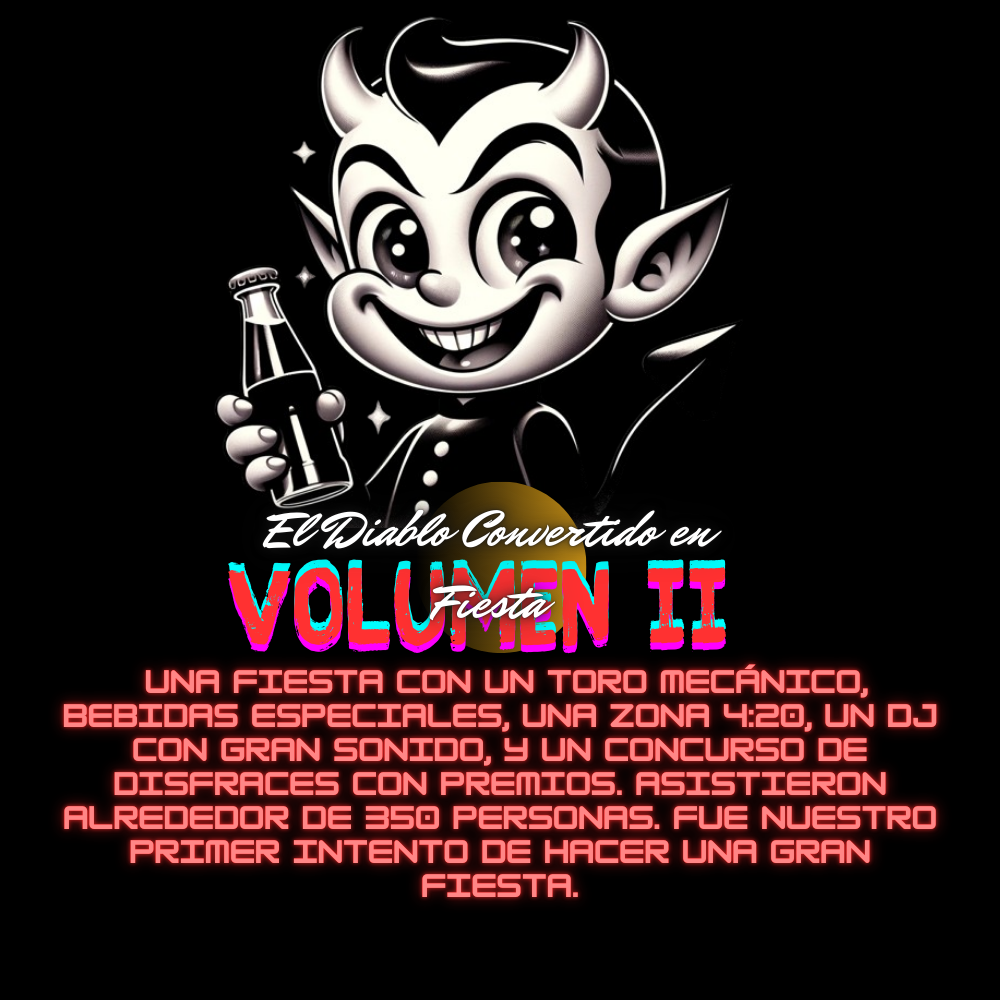 El Diablo Convertido en
VOLUMEN II
Fiesta
UNA FIESTA CON UN TORO MECÁNICO,
BEBIDAS ESPECIALES, UNA ZONA 4:20, UN DJ
CON GRAN SONIDO, Y UN CONCURSO DE
DISFRACES CON PREMIOS. ASISTIERON
ALREDEDOR DE 350 PERSONAS. FUE NUESTRO
PRIMER INTENTO DE HACER UNA GRAN
FIESTA.